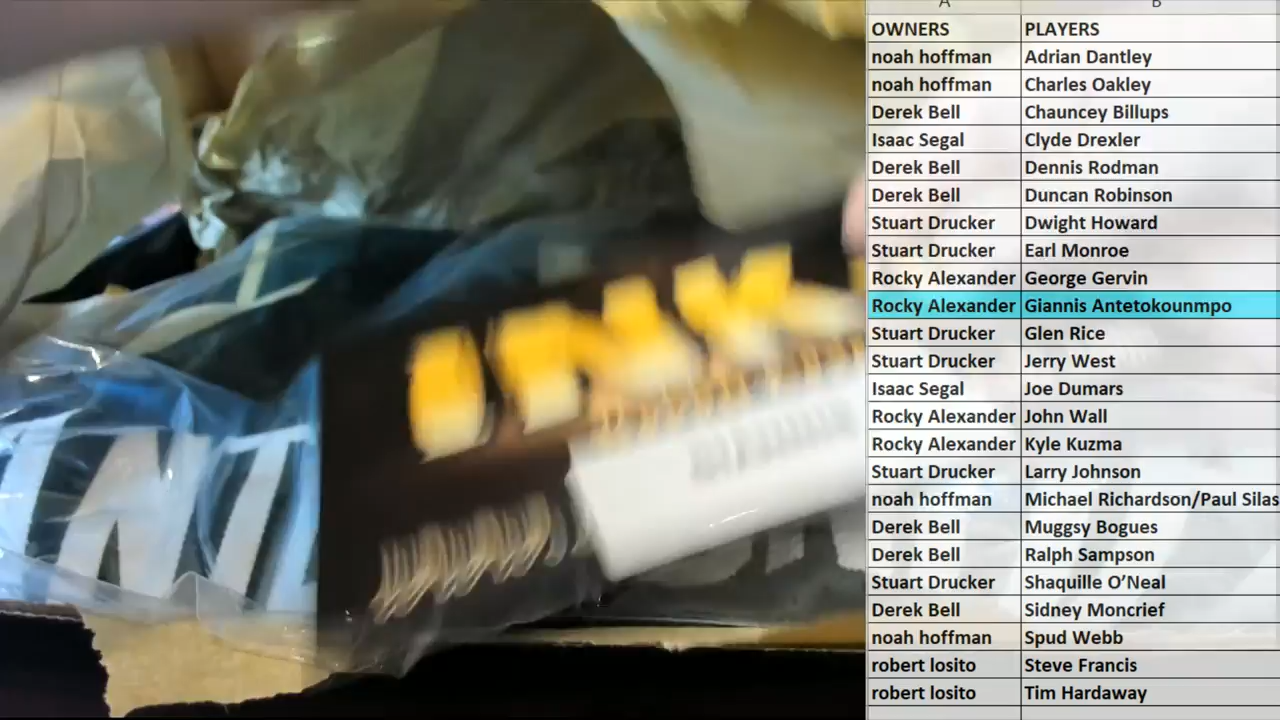 A B
OWNERS PLAYERS
noah hoffman Adrian Dantley
noah hoffman Charles Oakley
Derek Bell Chauncey Billups
Isaac Segal Clyde Drexler
Derek Bell Dennis Rodman
Derek Bell Duncan Robinson
Stuart Drucker Dwight Howard
Stuart Drucker Earl Monroe
Rocky Alexander George Gervin
Rocky Alexander Giannis Antetokounmpo
Stuart Drucker Glen Rice
Stuart Drucker Jerry West
Isaac Segal Joe Dumars
Rocky Alexander John Wall
Rocky Alexander Kyle Kuzma
Stuart Drucker Larry Johnson
noah hoffman Michael Richardson/Paul Silas
Derek Bell Muggsy Bogues
Derek Bell Ralph Sampson
Stuart Drucker Shaquille O’Neal
Derek Bell Sidney Moncrief
noah hoffman Spud Webb
robert losito Steve Francis
robert losito Tim Hardaway